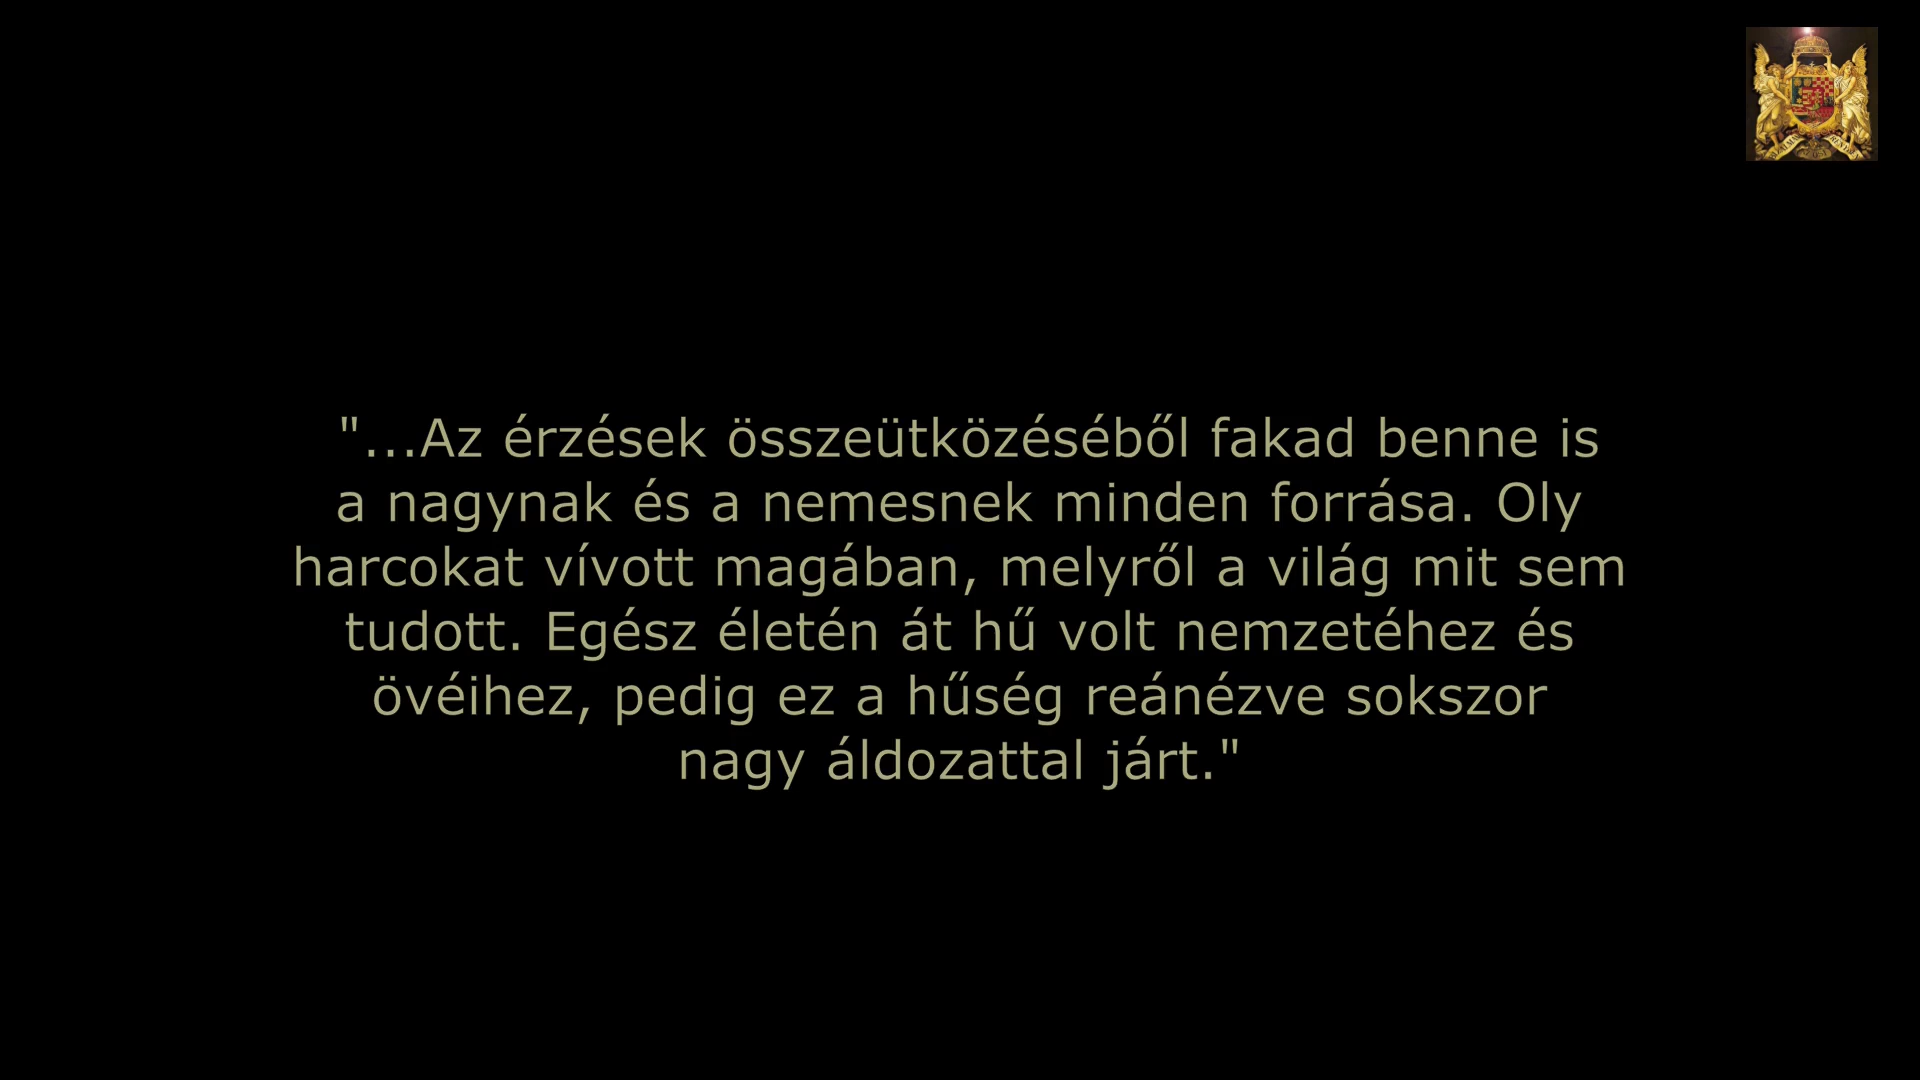 "...Az érzések összeütközéséből fakad benne is
a nagynak és a nemesnek minden forrása. Oly
harcokat vívott magában, melyről a világ mit sem
tudott. Egész életén át hű volt nemzetéhez és
övéihez, pedig ez a hűség reánézve sokszor
nagy áldozattal járt."